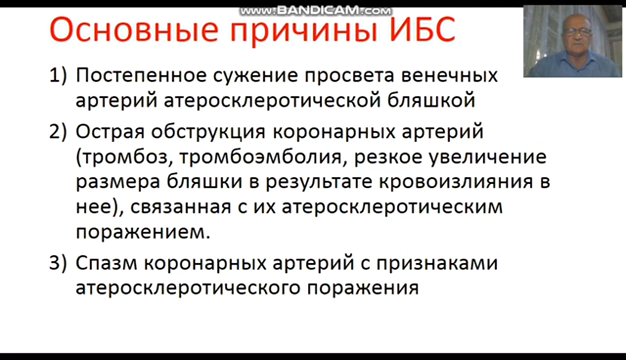 www.BANDICAM.com
Основные причины ИБС
1) Постепенное сужение просвета венечных
артерий атеросклеротической бляшкой
2) Острая обструкция коронарных артерий
(тромбоз, тромбоэмболия, резкое увеличение
размера бляшки в результате кровоизлияния в
нее), связанная с их атеросклеротическим
поражением.
3) Спазм коронарных артерий с признаками
атеросклеротического поражения